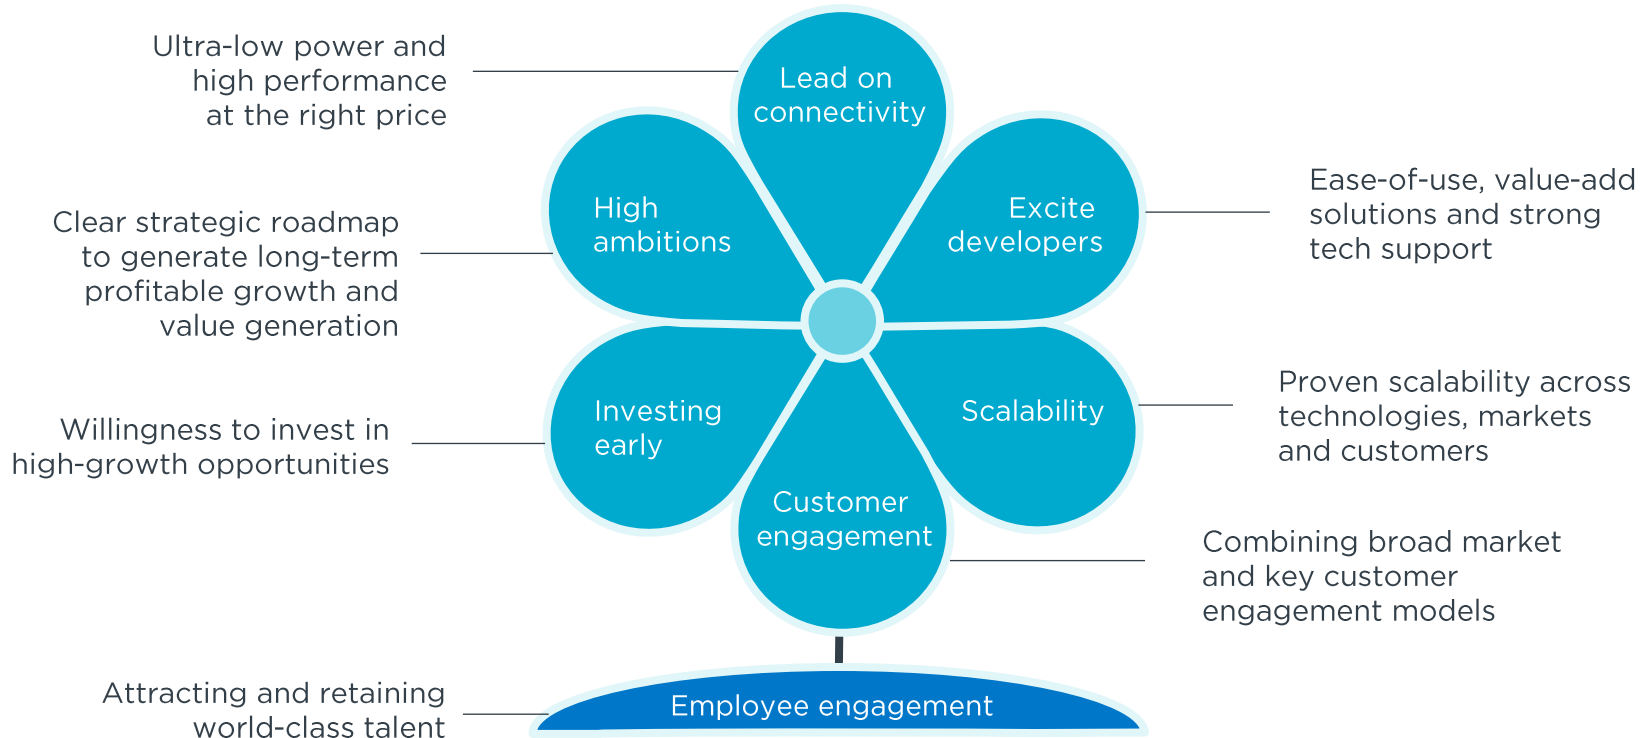 Ultra-low power and
high performance
at the right price
Lead on
connectivity
High
ambitions
Excite
developers
Ease-of-use, value-add
solutions and strong
tech support
Clear strategic roadmap
to generate long-term
profitable growth and
value generation
Investing
early
Scalability
Proven scalability across
technologies, markets
and customers
Willingness to invest in
high-growth opportunities
Customer
engagement
Combining broad market
and key customer
engagement models
Attracting and retaining
world-class talent
Employee engagement